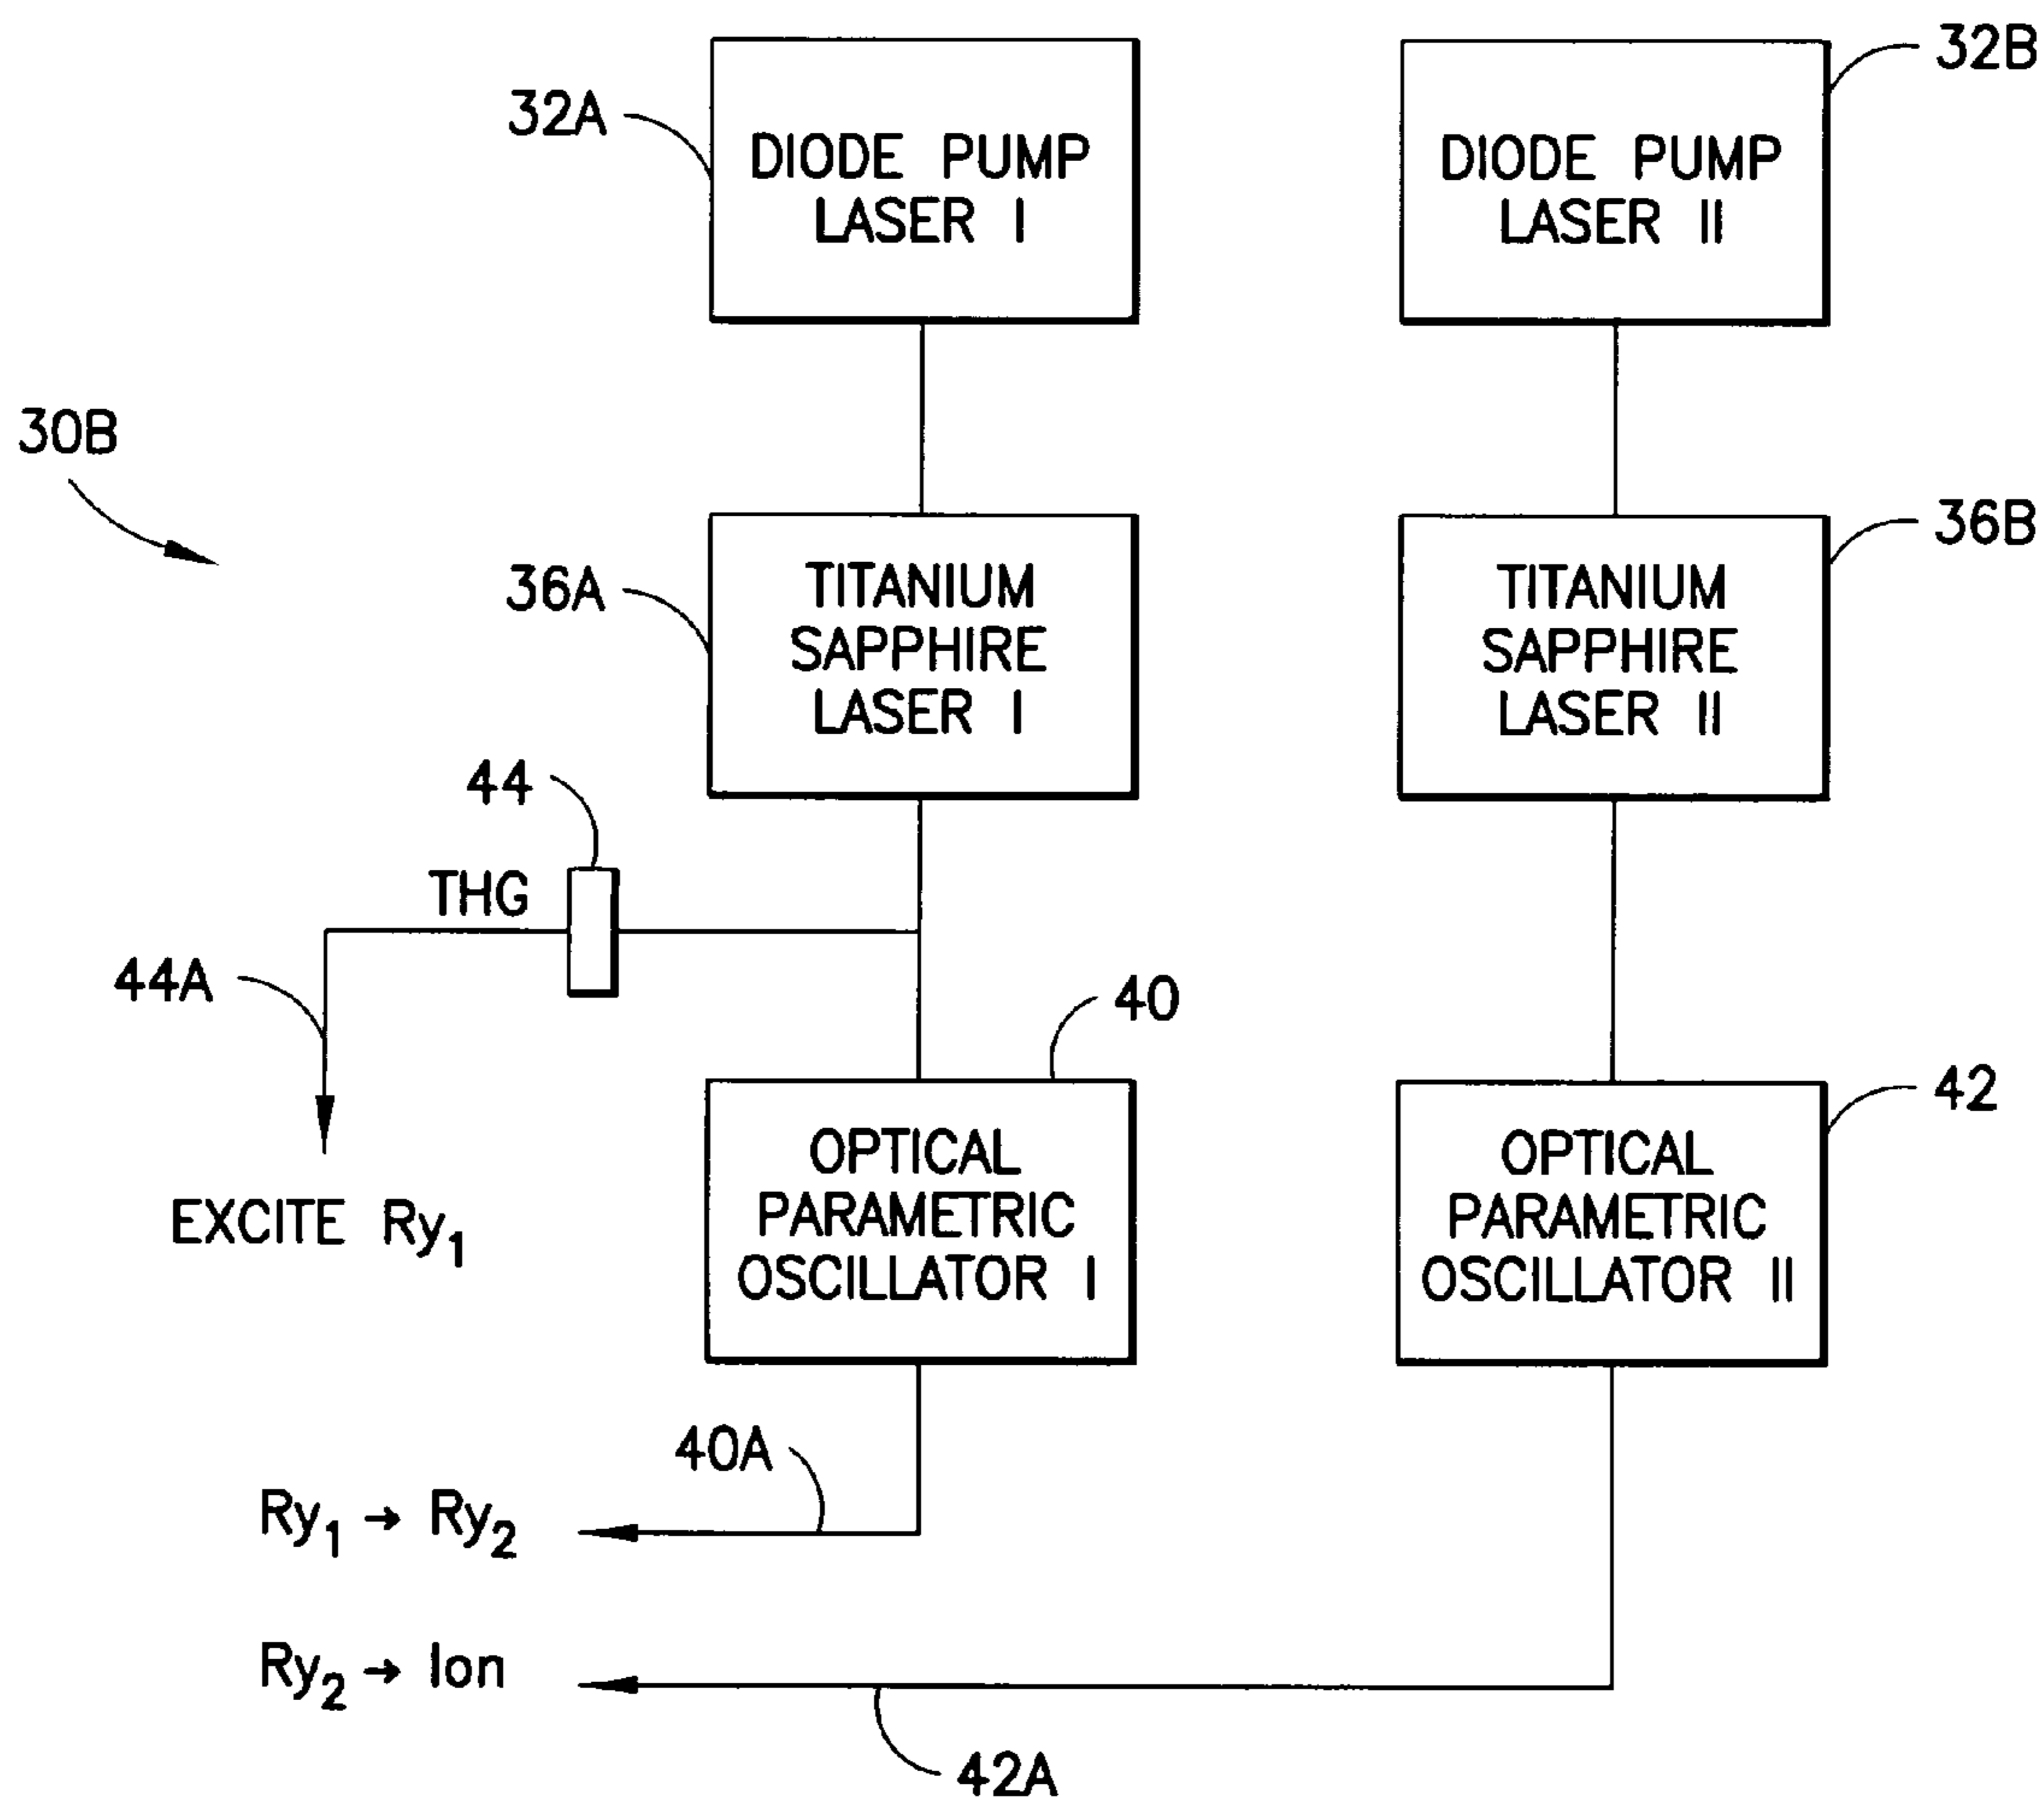 32A
DIODE PUMP
LASER I
32B
DIODE PUMP
LASER II
30B
36A
TITANIUM
SAPPHIRE
LASER I
36B
TITANIUM
SAPPHIRE
LASER II
44
THG
44A
EXCITE Ry1
40
OPTICAL
PARAMETRIC
OSCILLATOR I
42
OPTICAL
PARAMETRIC
OSCILLATOR II
40A
Ry1 → Ry2
Ry2 → Ion
42A